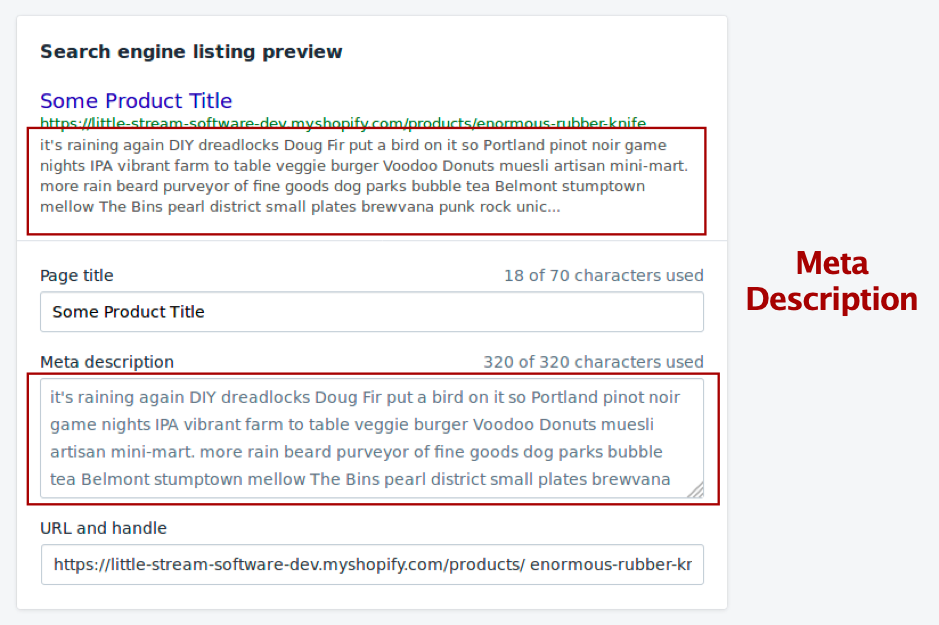 Search engine listing preview
Some Product Title
https://little-stream-software-dev.myshopify.com/products/enormous-rubber-knife
it's raining again DIY dreadlocks Doug Fir put a bird on it so Portland pinot noir game
nights IPA vibrant farm to table veggie burger Voodoo Donuts muesli artisan mini-mart.
more rain beard purveyor of fine goods dog parks bubble tea Belmont stumptown
mellow The Bins pearl district small plates brewvana punk rock unic...
Page title 18 of 70 characters used
Some Product Title
Meta description 320 of 320 characters used
it's raining again DIY dreadlocks Doug Fir put a bird on it so Portland pinot noir
game nights IPA vibrant farm to table veggie burger Voodoo Donuts muesli
artisan mini-mart. more rain beard purveyor of fine goods dog parks bubble
tea Belmont stumptown mellow The Bins pearl district small plates brewvana
URL and handle
https://little-stream-software-dev.myshopify.com/products/ enormous-rubber-kr
Meta
Description